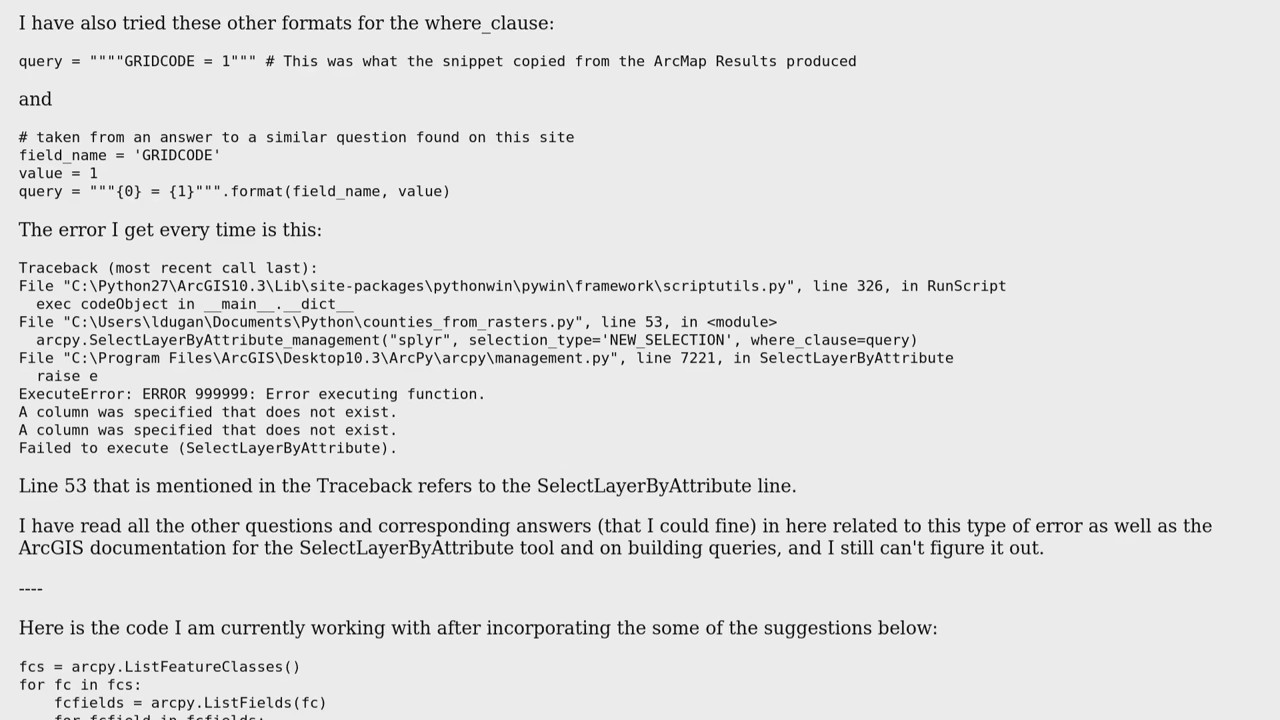 I have also tried these other formats for the where_clause:
query = """"GRIDCODE = 1""" # This was what the snippet copied from the ArcMap Results produced
and
# taken from an answer to a similar question found on this site
field_name = 'GRIDCODE'
value = 1
query = """{0} = {1}""".format(field_name, value)
The error I get every time is this:
Traceback (most recent call last):
File "C:\Python27\ArcGIS10.3\Lib\site-packages\pythonwin\pywin\framework\scriptutils.py", line 326, in RunScript
  exec codeObject in __main__.__dict__
File "C:\Users\ldugan\Documents\Python\counties_from_rasters.py", line 53, in <module>
  arcpy.SelectLayerByAttribute_management("splyr", selection_type='NEW_SELECTION', where_clause=query)
File "C:\Program Files\ArcGIS\Desktop10.3\ArcPy\arcpy\management.py", line 7221, in SelectLayerByAttribute
  raise e
ExecuteError: ERROR 999999: Error executing function.
A column was specified that does not exist.
A column was specified that does not exist.
Failed to execute (SelectLayerByAttribute).
Line 53 that is mentioned in the Traceback refers to the SelectLayerByAttribute line.
I have read all the other questions and corresponding answers (that I could fine) in here related to this type of error as well as the
ArcGIS documentation for the SelectLayerByAttribute tool and on building queries, and I still can't figure it out.
----
Here is the code I am currently working with after incorporating the some of the suggestions below:
fcs = arcpy.ListFeatureClasses()
for fc in fcs:
    fcfields = arcpy.ListFields(fc)
    for fcfield in fcfields: